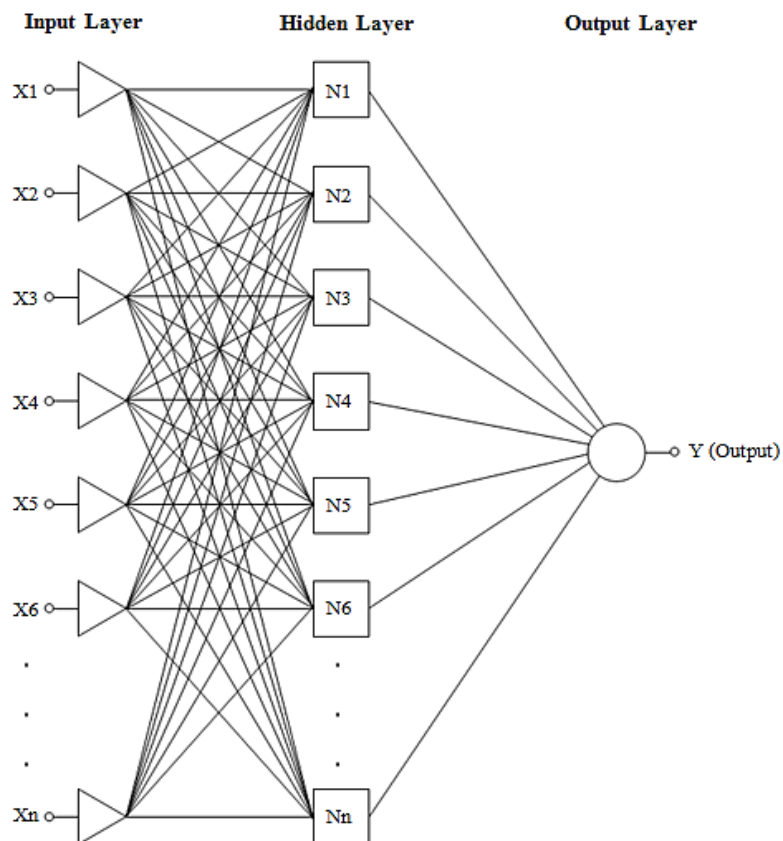 Input Layer Hidden Layer Output Layer
X1 N1
X2 N2
X3 N3
X4 N4
Y (Output)
X5 N5
X6 N6
Xn Nn